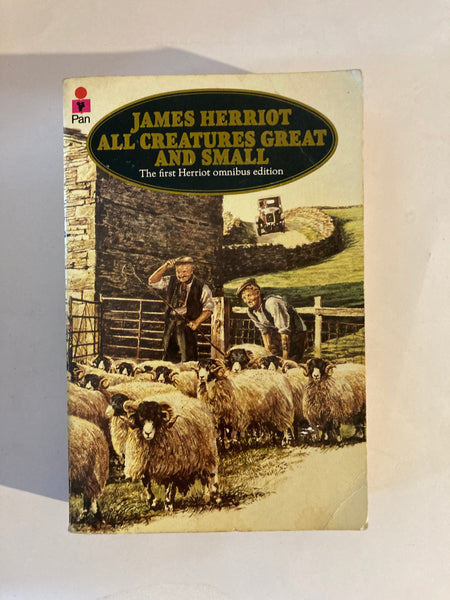 Pan
JAMES HERRIOT
ALL CREATURES GREAT
AND SMALL
The first Herriot omnibus edition